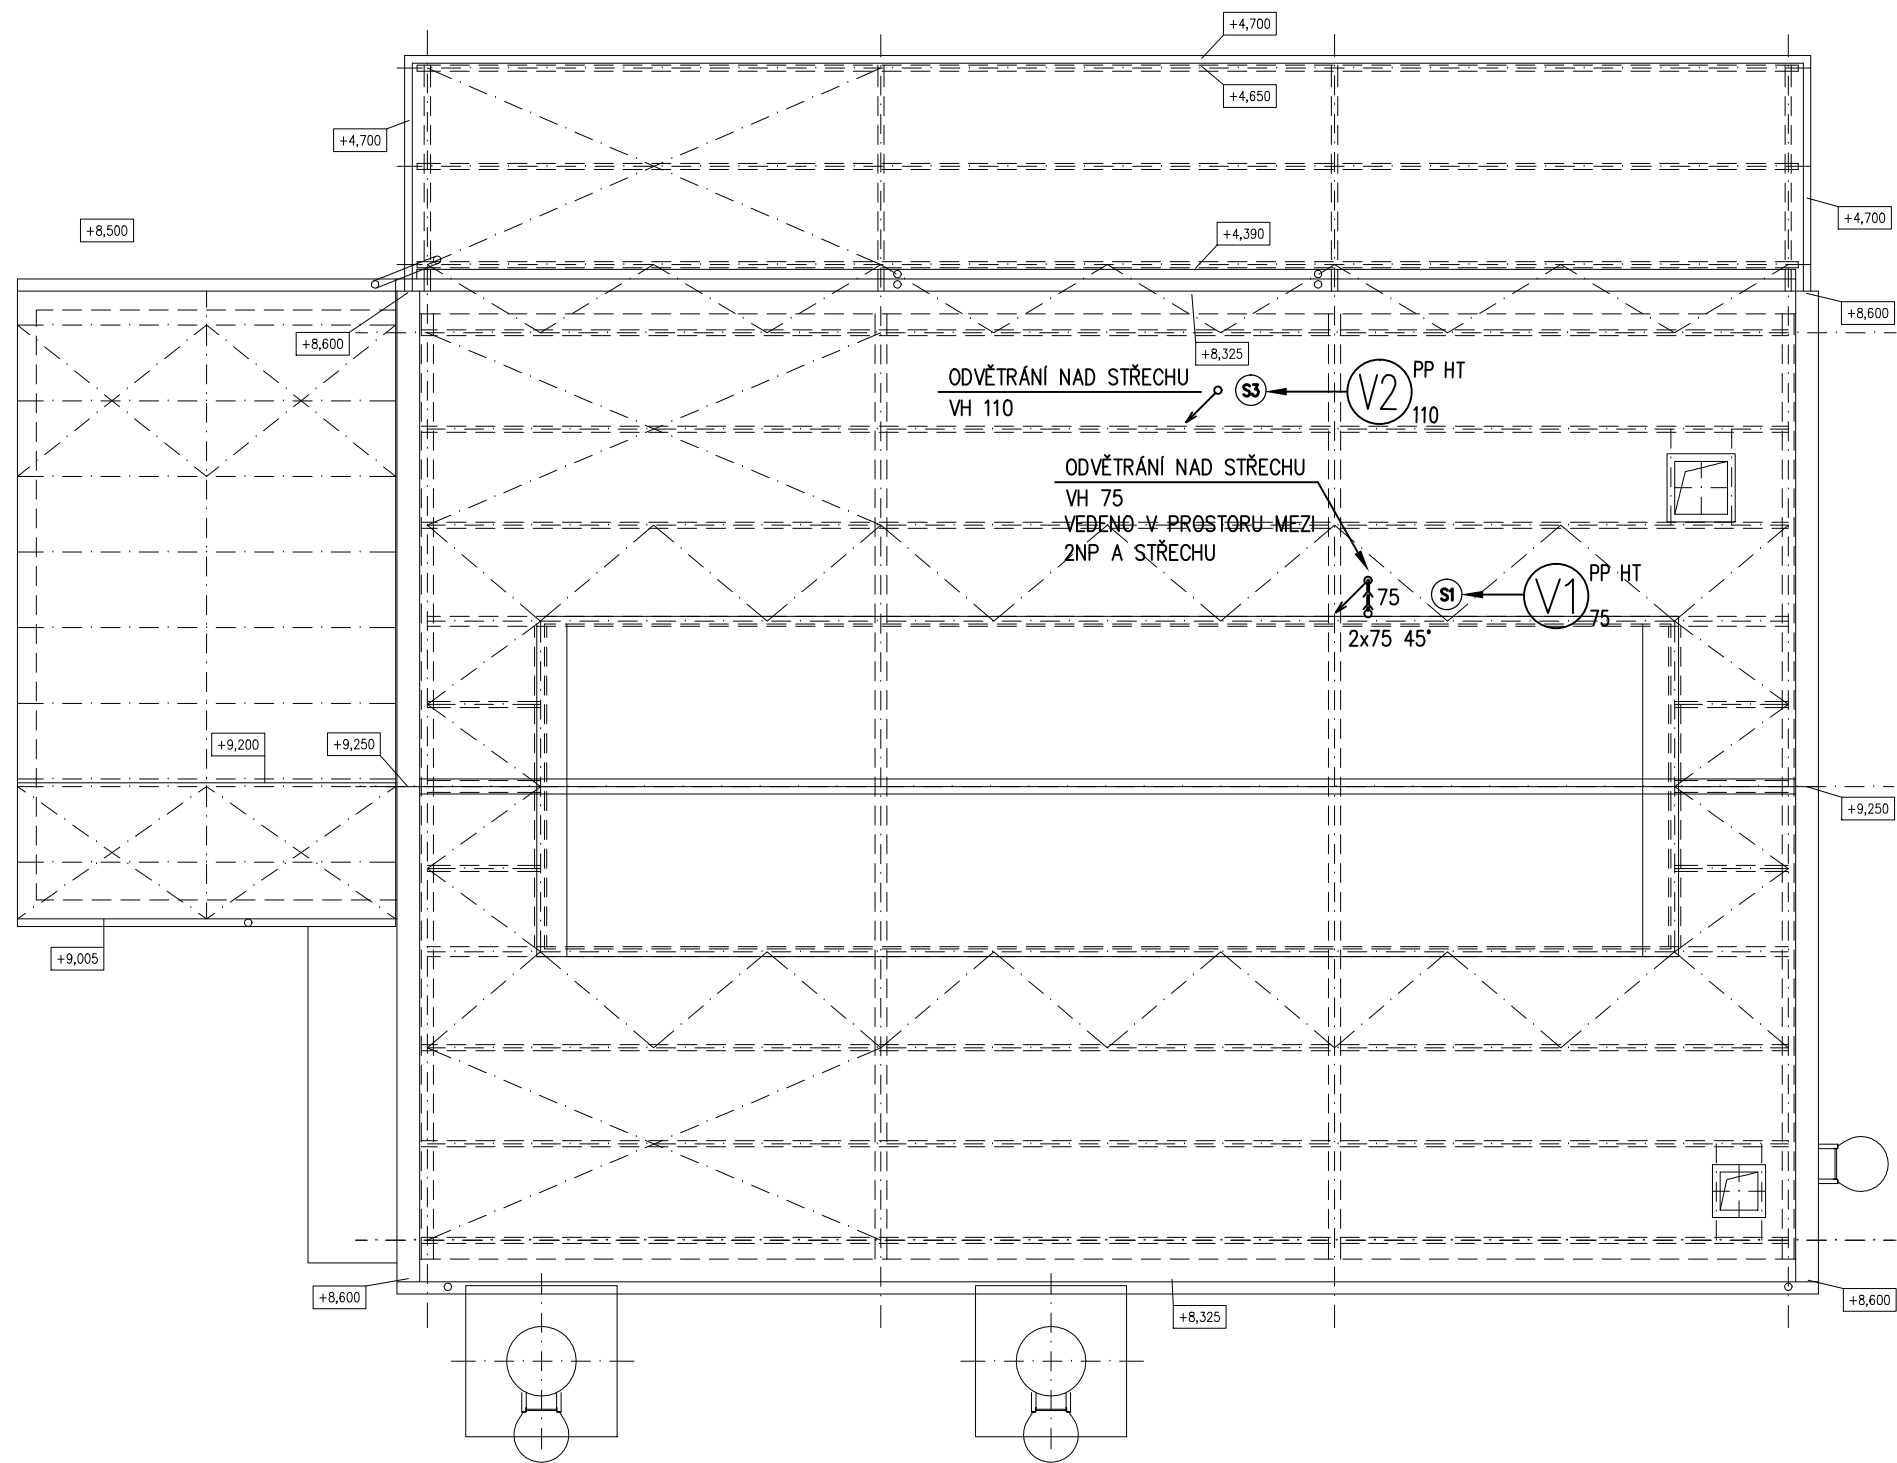 +4,700
+4,650
+4,700
+4,700
+8,500
+4,390
+8,600
+8,600
+8,325
ODVĚTRÁNÍ NAD STŘECHU
VH 110
S3
V2
PP HT
110
ODVĚTRÁNÍ NAD STŘECHU
VH 75
VEDENO V PROSTORU MEZI
2NP A STŘECHU
75
2x75 45°
S1
V1
PP HT
75
+9,200
+9,250
+9,250
+9,005
+8,600
+8,325
+8,600